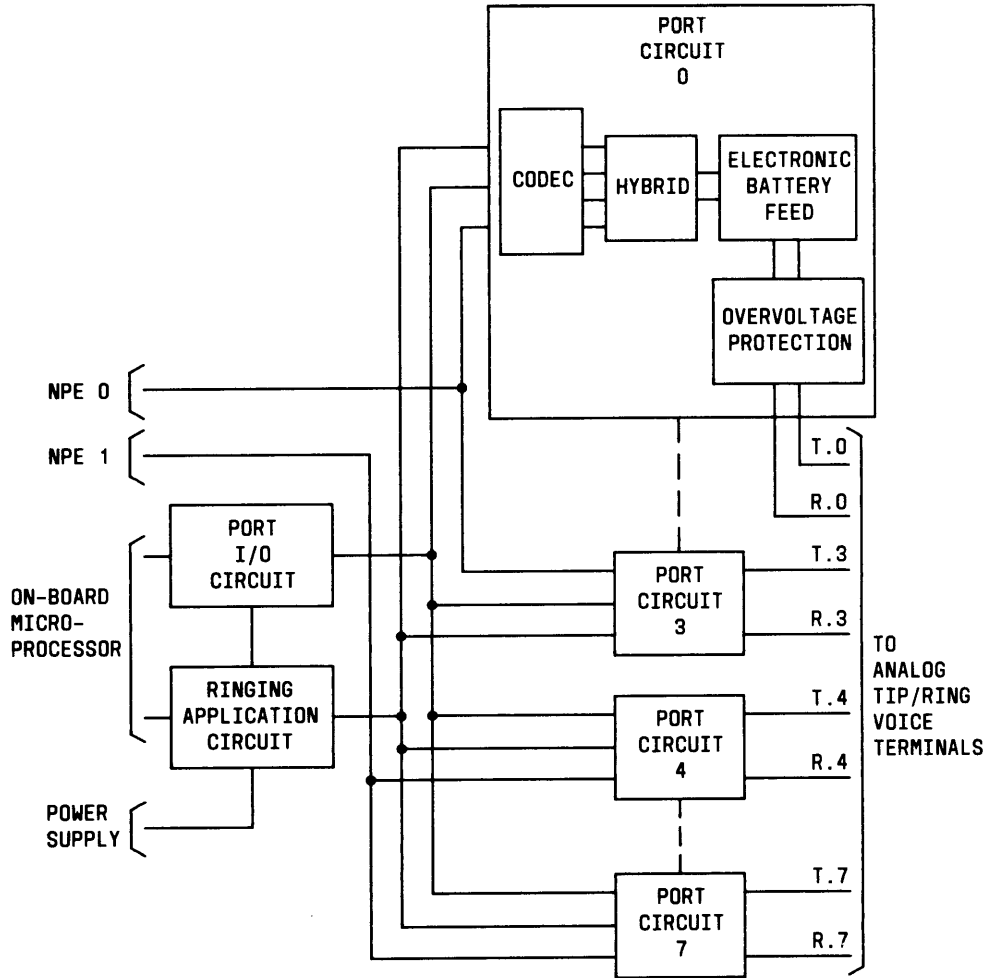 PORT
CIRCUIT
0
CODEC
HYBRID
ELECTRONIC
BATTERY
FEED
OVERVOLTAGE
PROTECTION
NPE 0
NPE 1
T.0
R.0
PORT
I/O
CIRCUIT
ON-BOARD
MICRO-
PROCESSOR
RINGING
APPLICATION
CIRCUIT
POWER
SUPPLY
PORT
CIRCUIT
3
T.3
R.3
PORT
CIRCUIT
4
T.4
R.4
TO
ANALOG
TIP/RING
VOICE
TERMINALS
PORT
CIRCUIT
7
T.7
R.7